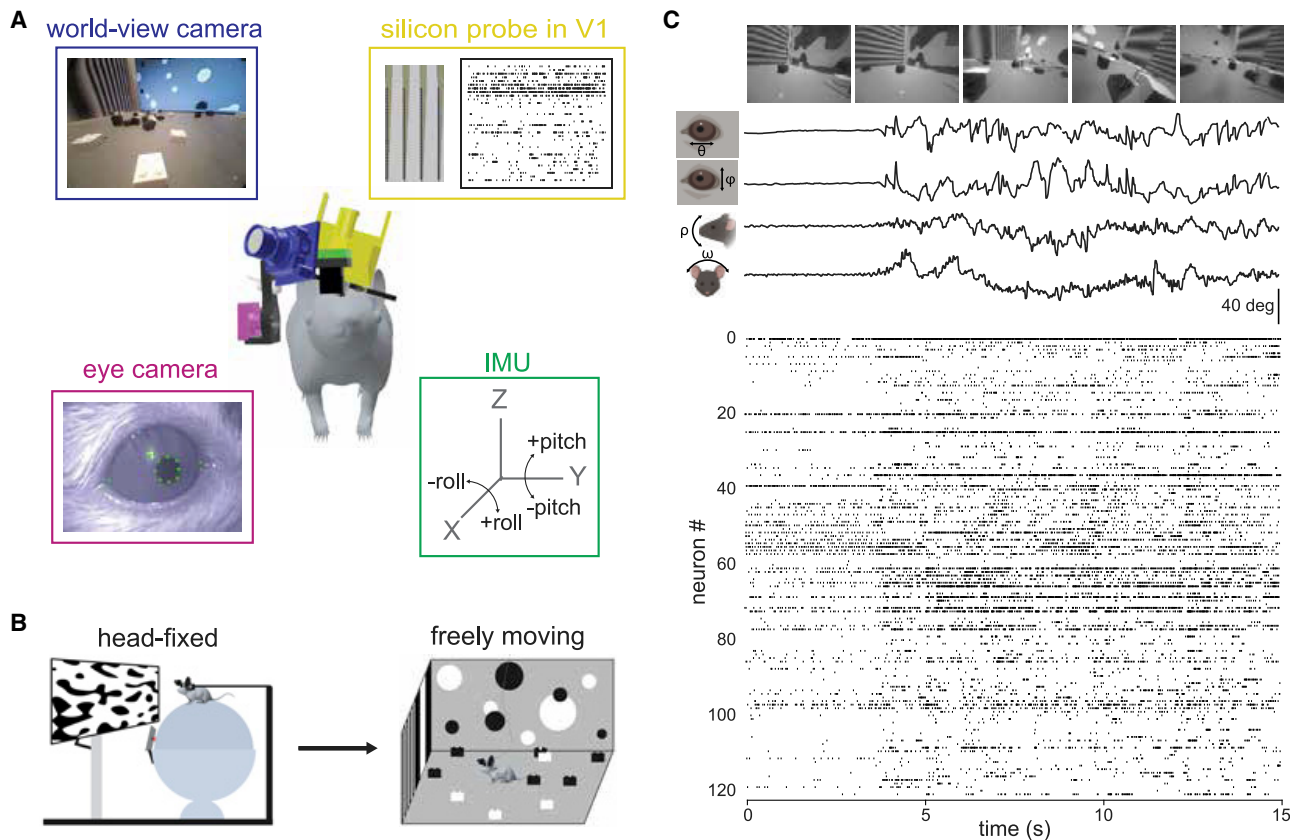 A
world-view camera
silicon probe in V1
eye camera
IMU
Z
+pitch
Y
-roll
-pitch
+roll
X
B
head-fixed
freely moving
C
θ
φ
ρ
ω
40 deg
0
20
40
60
80
100
120
neuron #
0
5
10
15
time (s)